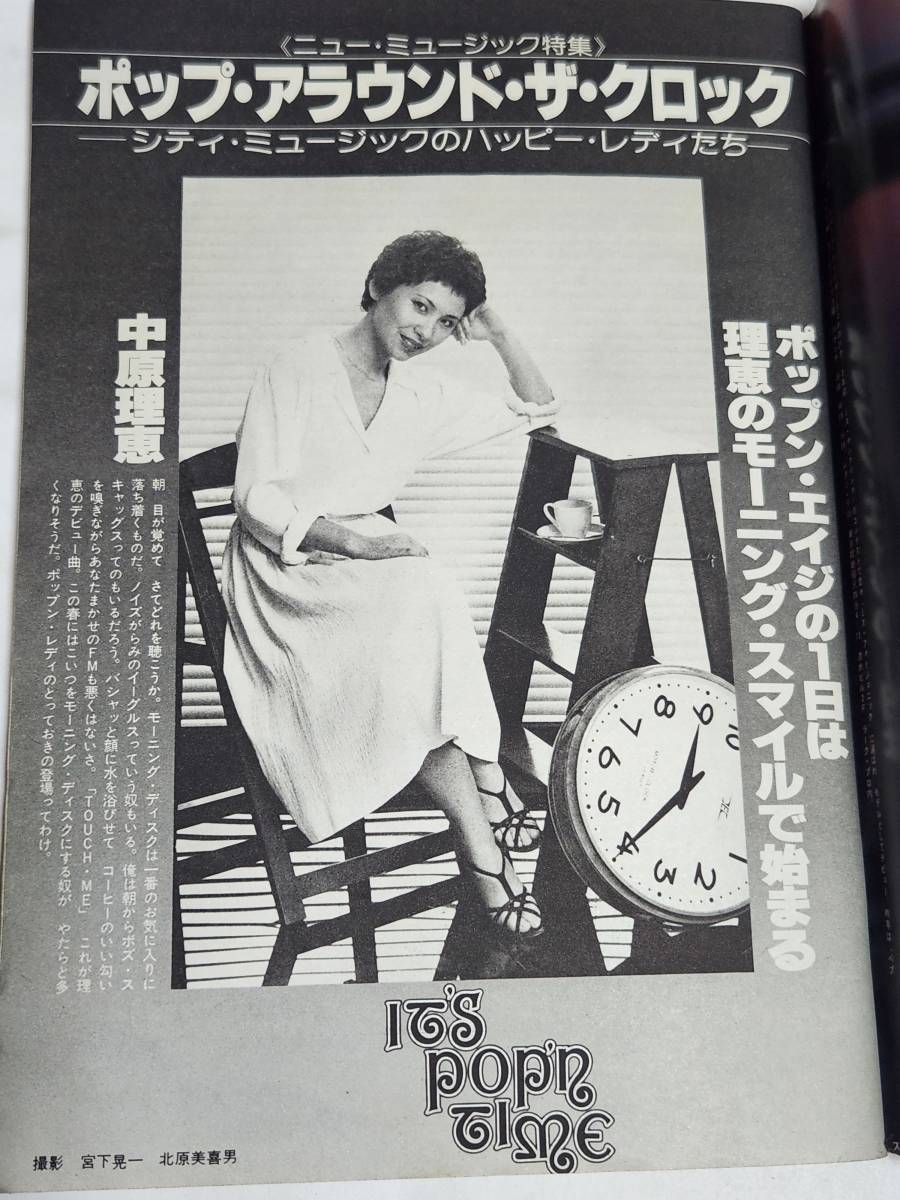 《ニュー・ミュージック特集》
ポップ・アラウンド・ザ・クロック
―シティ・ミュージックのハッピー・レディたち―
ポップン・エイジの1日は
理恵のモーニング・スマイルで始まる
中原理恵
朝 目が覚めて さてどれを聴こうか。モーニング・ディスクは一番のお気に入りに
落ち着くものだ。ノイズがらみのイーグルスっていう奴もいる。俺は朝からボズ・ス
キャッグスってのもいるだろう。バシャッと顔に水を浴びせて コーヒーのいい匂い
を嗅ぎながらあなたまかせのFMも悪くはないさ。「TOUCH・ME」 これが理
恵のデビュー曲。この春にはこいつをモーニング・ディスクにする奴が やたらと多
くなりそうだ。ポップン・レディのとっておきの登場ってわけ。
10
9
8
7
6
5
4
3
2
1
IT'S
POP'N
TIME
撮影 宮下晃一 北原美喜男